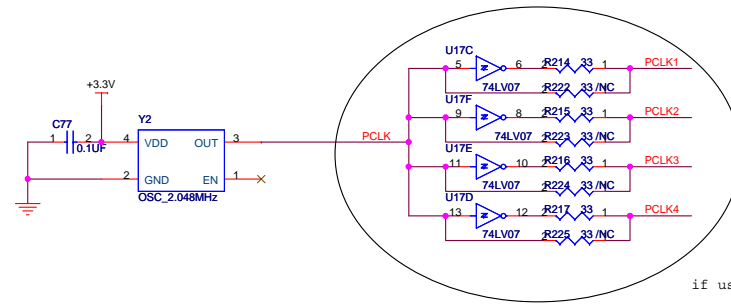 +3.3V
C77
1
2
0.1UF
Y2
4
VDD
OUT
3
2
GND
EN
1
OSC_2.048MHz
PCLK
U17C
5
6
74LV07
R214 33
2
1
PCLK1
R222 33 /NC
2
1
U17F
9
8
74LV07
R215 33
2
1
PCLK2
R223 33 /NC
2
1
U17E
11
10
74LV07
R216 33
2
1
PCLK3
R224 33 /NC
2
1
U17D
13
12
74LV07
R217 33
2
1
PCLK4
R225 33 /NC
2
1
if us